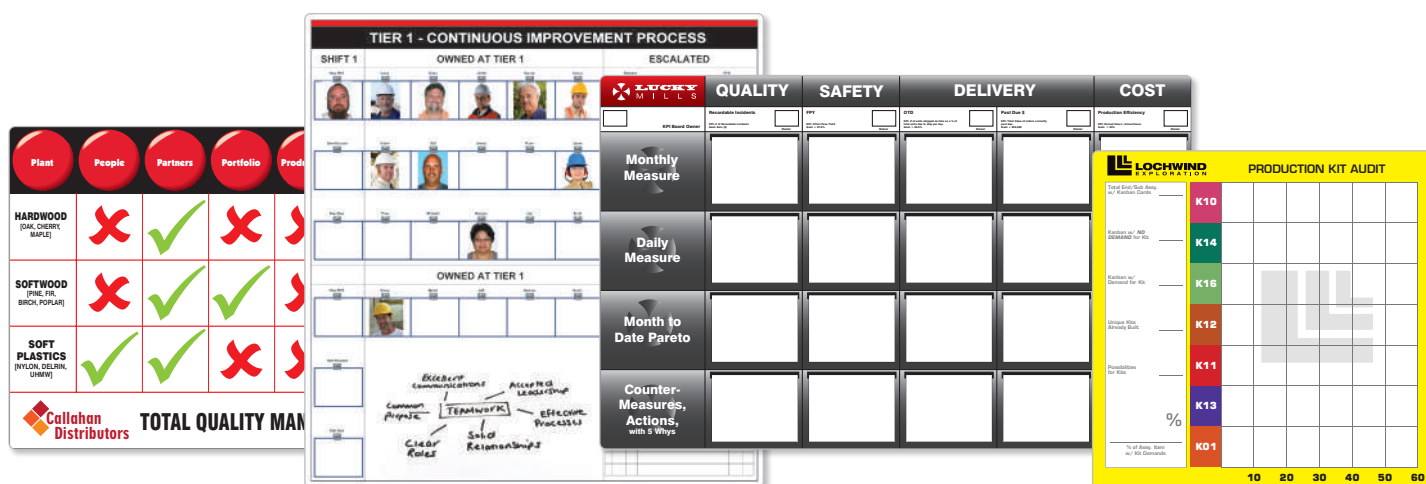 Plant
People
Partners
Portfolio
HARDWOOD
[OAK, CHERRY,
MAPLE]
SOFTWOOD
[PINE, FIR,
BIRCH, POPLAR]
SOFT
PLASTICS
[NYLON, DELRIN,
UHMW]
Callahan
Distributors
TOTAL QUALITY MAN
TIER 1 - CONTINUOUS IMPROVEMENT PROCESS
SHIFT 1
OWNED AT TIER 1
ESCALATED
OWNED AT TIER 1
Excellent
communications
Accepted
Leadership
Common
Propose
TEAMWORK
Effective
Processes
Clear
Roles
Solid
Relationships
LUCKY
MILLS
QUALITY
SAFETY
DELIVERY
COST
KPI Board Owner
Recordable Incidents
Owner
FPY
Owner
OTD
Owner
Past Due $
Owner
Production Efficiency
Owner
Monthly
Measure
Daily
Measure
Month to
Date Pareto
Counter-
Measures,
Actions,
with 5 Whys
LOCHWIND
EXPLORATION
PRODUCTION KIT AUDIT
Total End/Sub Assy.
w/ Kanban Cards
Kanban w/ NO
DEMAND for Kit
Kanban w/
Demand for Kit
Unique Kits
Already Built
Possibilities
for Kits
%
% of Assy. Item
w/ Kit Demands
K10
K14
K16
K12
K11
K13
K01
10 20 30 40 50 60